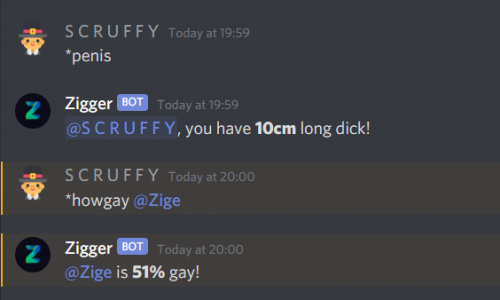 S C R U F F Y Today at 19:59
*penis
Zigger BOT Today at 19:59
@S C R U F F Y, you have 10cm long dick!
S C R U F F Y Today at 20:00
*howgay @Zige
Zigger BOT Today at 20:00
@Zige is 51% gay!